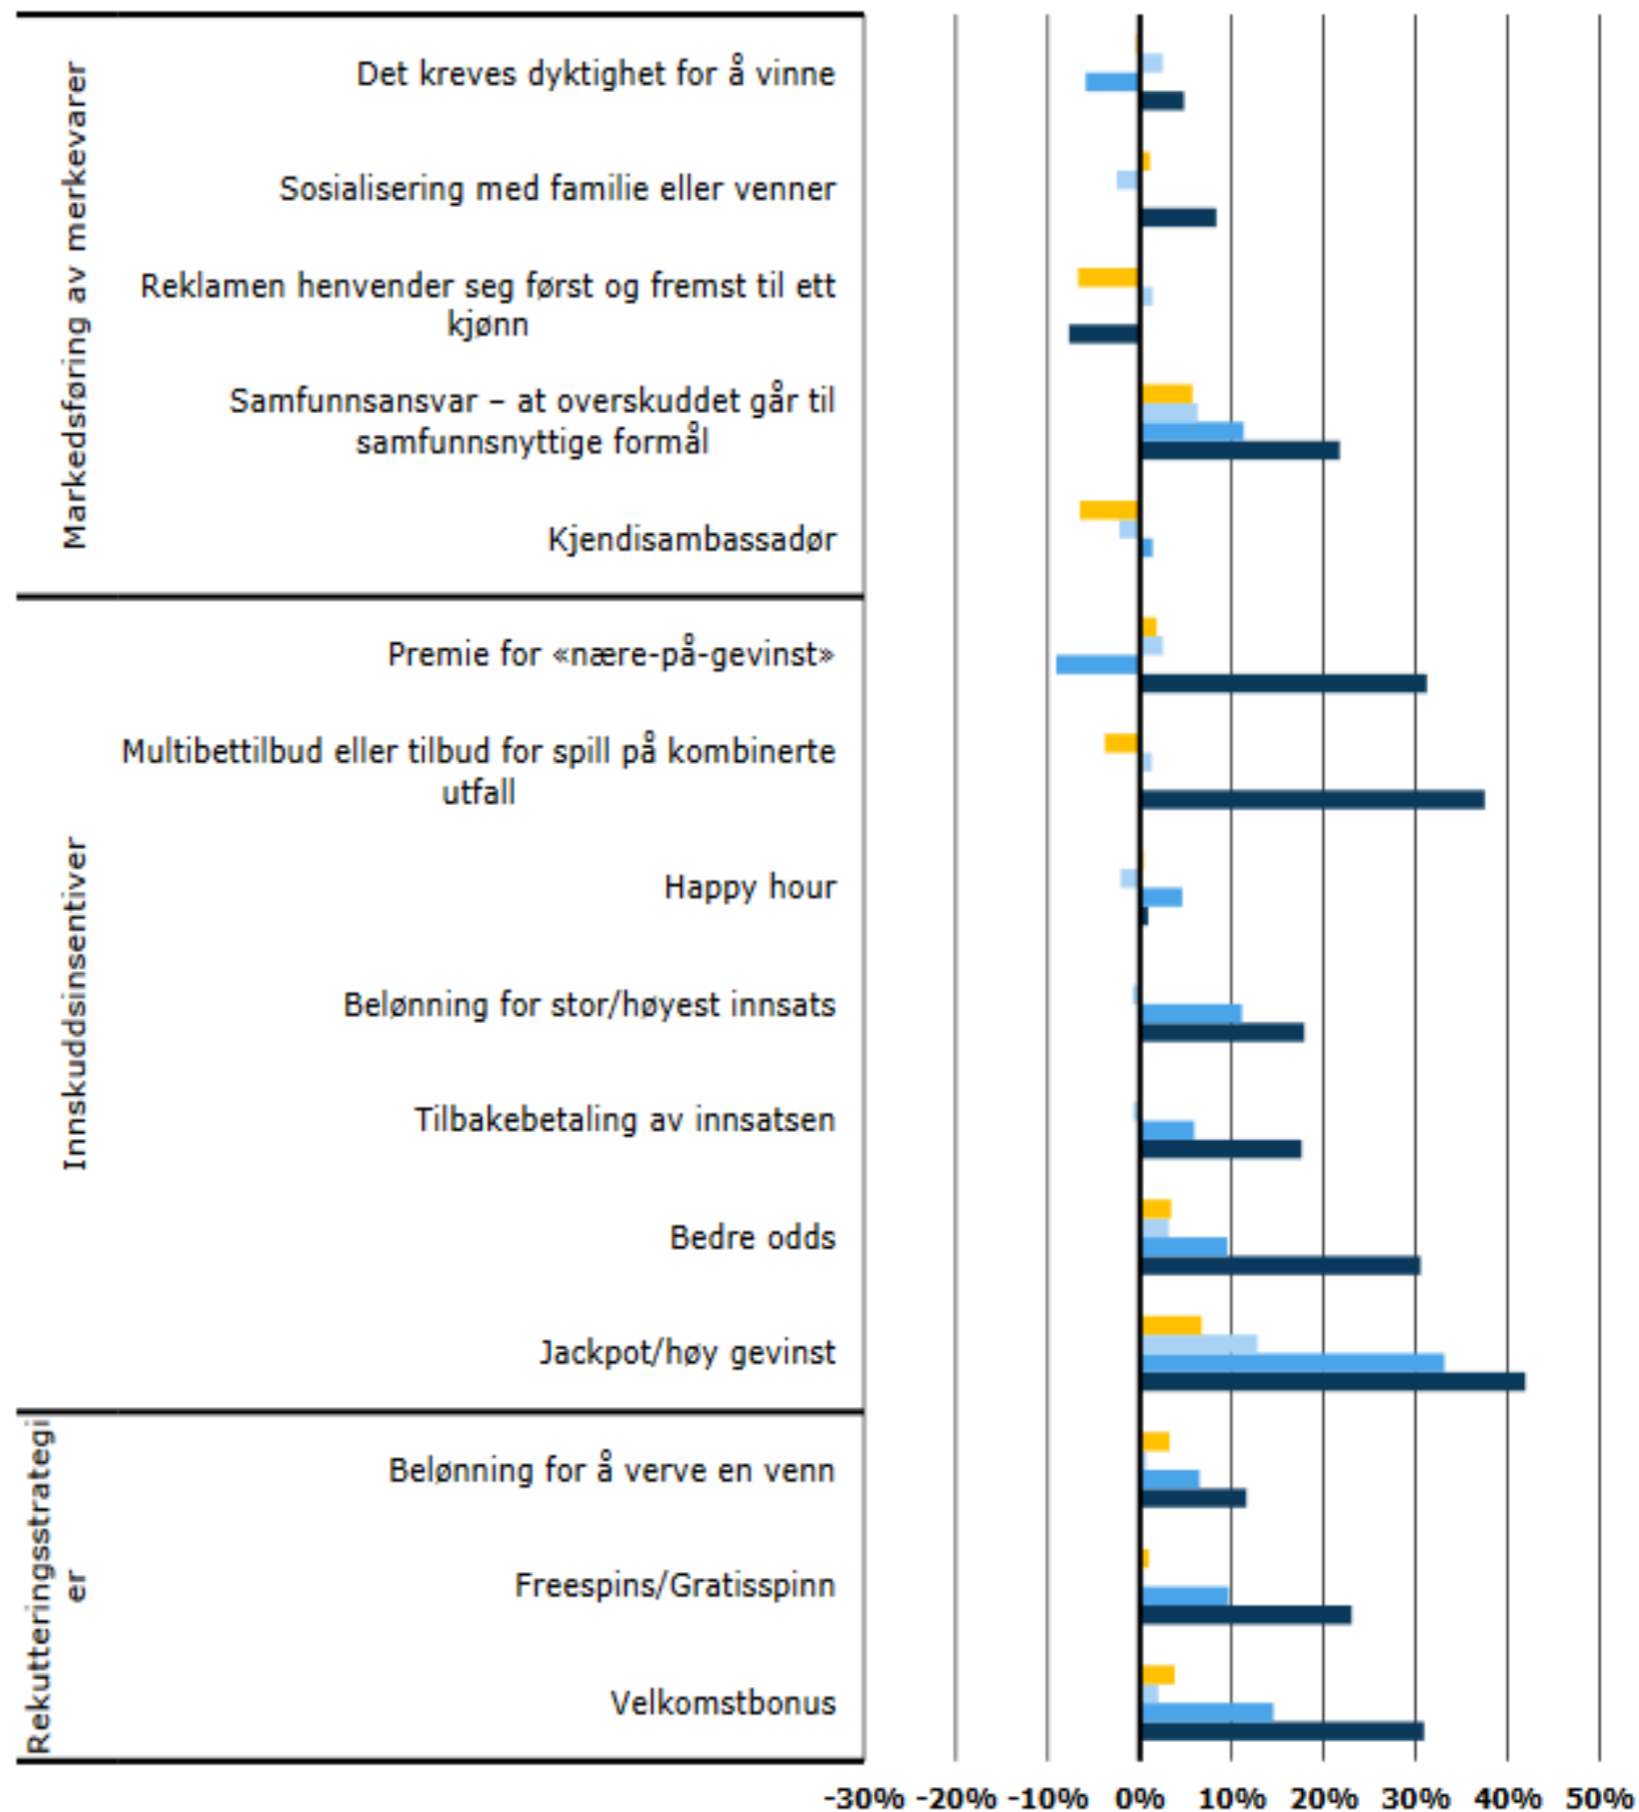 Markedsføring av merkevarer
Det kreves dyktighet for å vinne
Sosialisering med familie eller venner
Reklamen henvender seg først og fremst til ett
kjønn
Samfunnsansvar – at overskuddet går til
samfunnsnyttige formål
Kjendisambassadør
Innskuddsinsentiver
Premie for «nære-på-gevinst»
Multibettilbud eller tilbud for spill på kombinerte
utfall
Happy hour
Belønning for stor/høyest innsats
Tilbakebetaling av innsatsen
Bedre odds
Jackpot/høy gevinst
Rekrutteringsstrategi
er
Belønning for å verve en venn
Freespins/Gratisspinn
Velkomstbonus
-30% -20% -10% 0% 10% 20% 30% 40% 50%